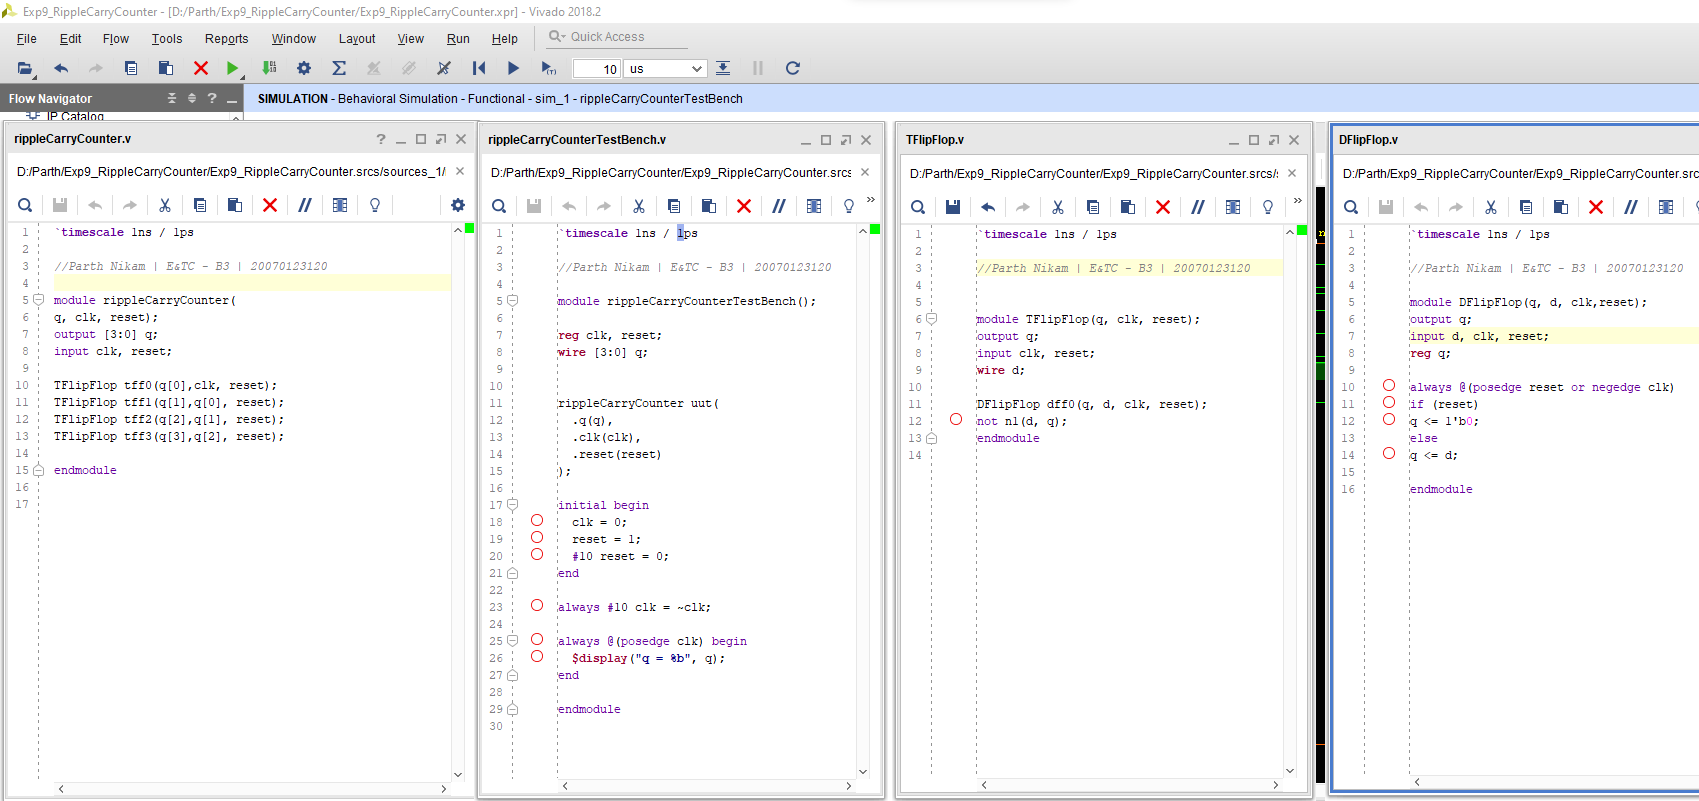 Exp9_RippleCarryCounter - [D:/Parth/Exp9_RippleCarryCounter/Exp9_RippleCarryCounter.xpr] - Vivado 2018.2
File Edit Flow Tools Reports Window Layout View Run Help Quick Access
10 us
Flow Navigator ? SIMULATION - Behavioral Simulation - Functional - sim_1 - rippleCarryCounterTestBench
IP Catalog
rippleCarryCounter.v ?
D:/Parth/Exp9_RippleCarryCounter/Exp9_RippleCarryCounter.srcs/sources_1/
1 `timescale 1ns / 1ps
2
3 //Parth Nikam | E&TC - B3 | 20070123120
4
5 module rippleCarryCounter(
6 q, clk, reset);
7 output [3:0] q;
8 input clk, reset;
9
10 TFlipFlop tff0(q[0],clk, reset);
11 TFlipFlop tff1(q[1],q[0], reset);
12 TFlipFlop tff2(q[2],q[1], reset);
13 TFlipFlop tff3(q[3],q[2], reset);
14
15 endmodule
16
17
rippleCarryCounterTestBench.v
D:/Parth/Exp9_RippleCarryCounter/Exp9_RippleCarryCounter.srcs
1 `timescale 1ns / 1ps
2
3 //Parth Nikam | E&TC - B3 | 20070123120
4
5 module rippleCarryCounterTestBench();
6
7 reg clk, reset;
8 wire [3:0] q;
9
10
11 rippleCarryCounter uut(
12 .q(q),
13 .clk(clk),
14 .reset(reset)
15 );
16
17 initial begin
18 clk = 0;
19 reset = 1;
20 #10 reset = 0;
21 end
22
23 always #10 clk = ~clk;
24
25 always @(posedge clk) begin
26 $display("q = %b", q);
27 end
28
29 endmodule
30
TFlipFlop.v
D:/Parth/Exp9_RippleCarryCounter/Exp9_RippleCarryCounter.srcs/s
1 `timescale 1ns / 1ps
2
3 //Parth Nikam | E&TC - B3 | 20070123120
4
5
6 module TFlipFlop(q, clk, reset);
7 output q;
8 input clk, reset;
9 wire d;
10
11 DFlipFlop dff0(q, d, clk, reset);
12 not n1(d, q);
13 endmodule
14
DFlipFlop.v
D:/Parth/Exp9_RippleCarryCounter/Exp9_RippleCarryCounter.src
1 `timescale 1ns / 1ps
2
3 //Parth Nikam | E&TC - B3 | 20070123120
4
5 module DFlipFlop(q, d, clk,reset);
6 output q;
7 input d, clk, reset;
8 reg q;
9
10 always @(posedge reset or negedge clk)
11 if (reset)
12 q <= 1'b0;
13 else
14 q <= d;
15
16 endmodule